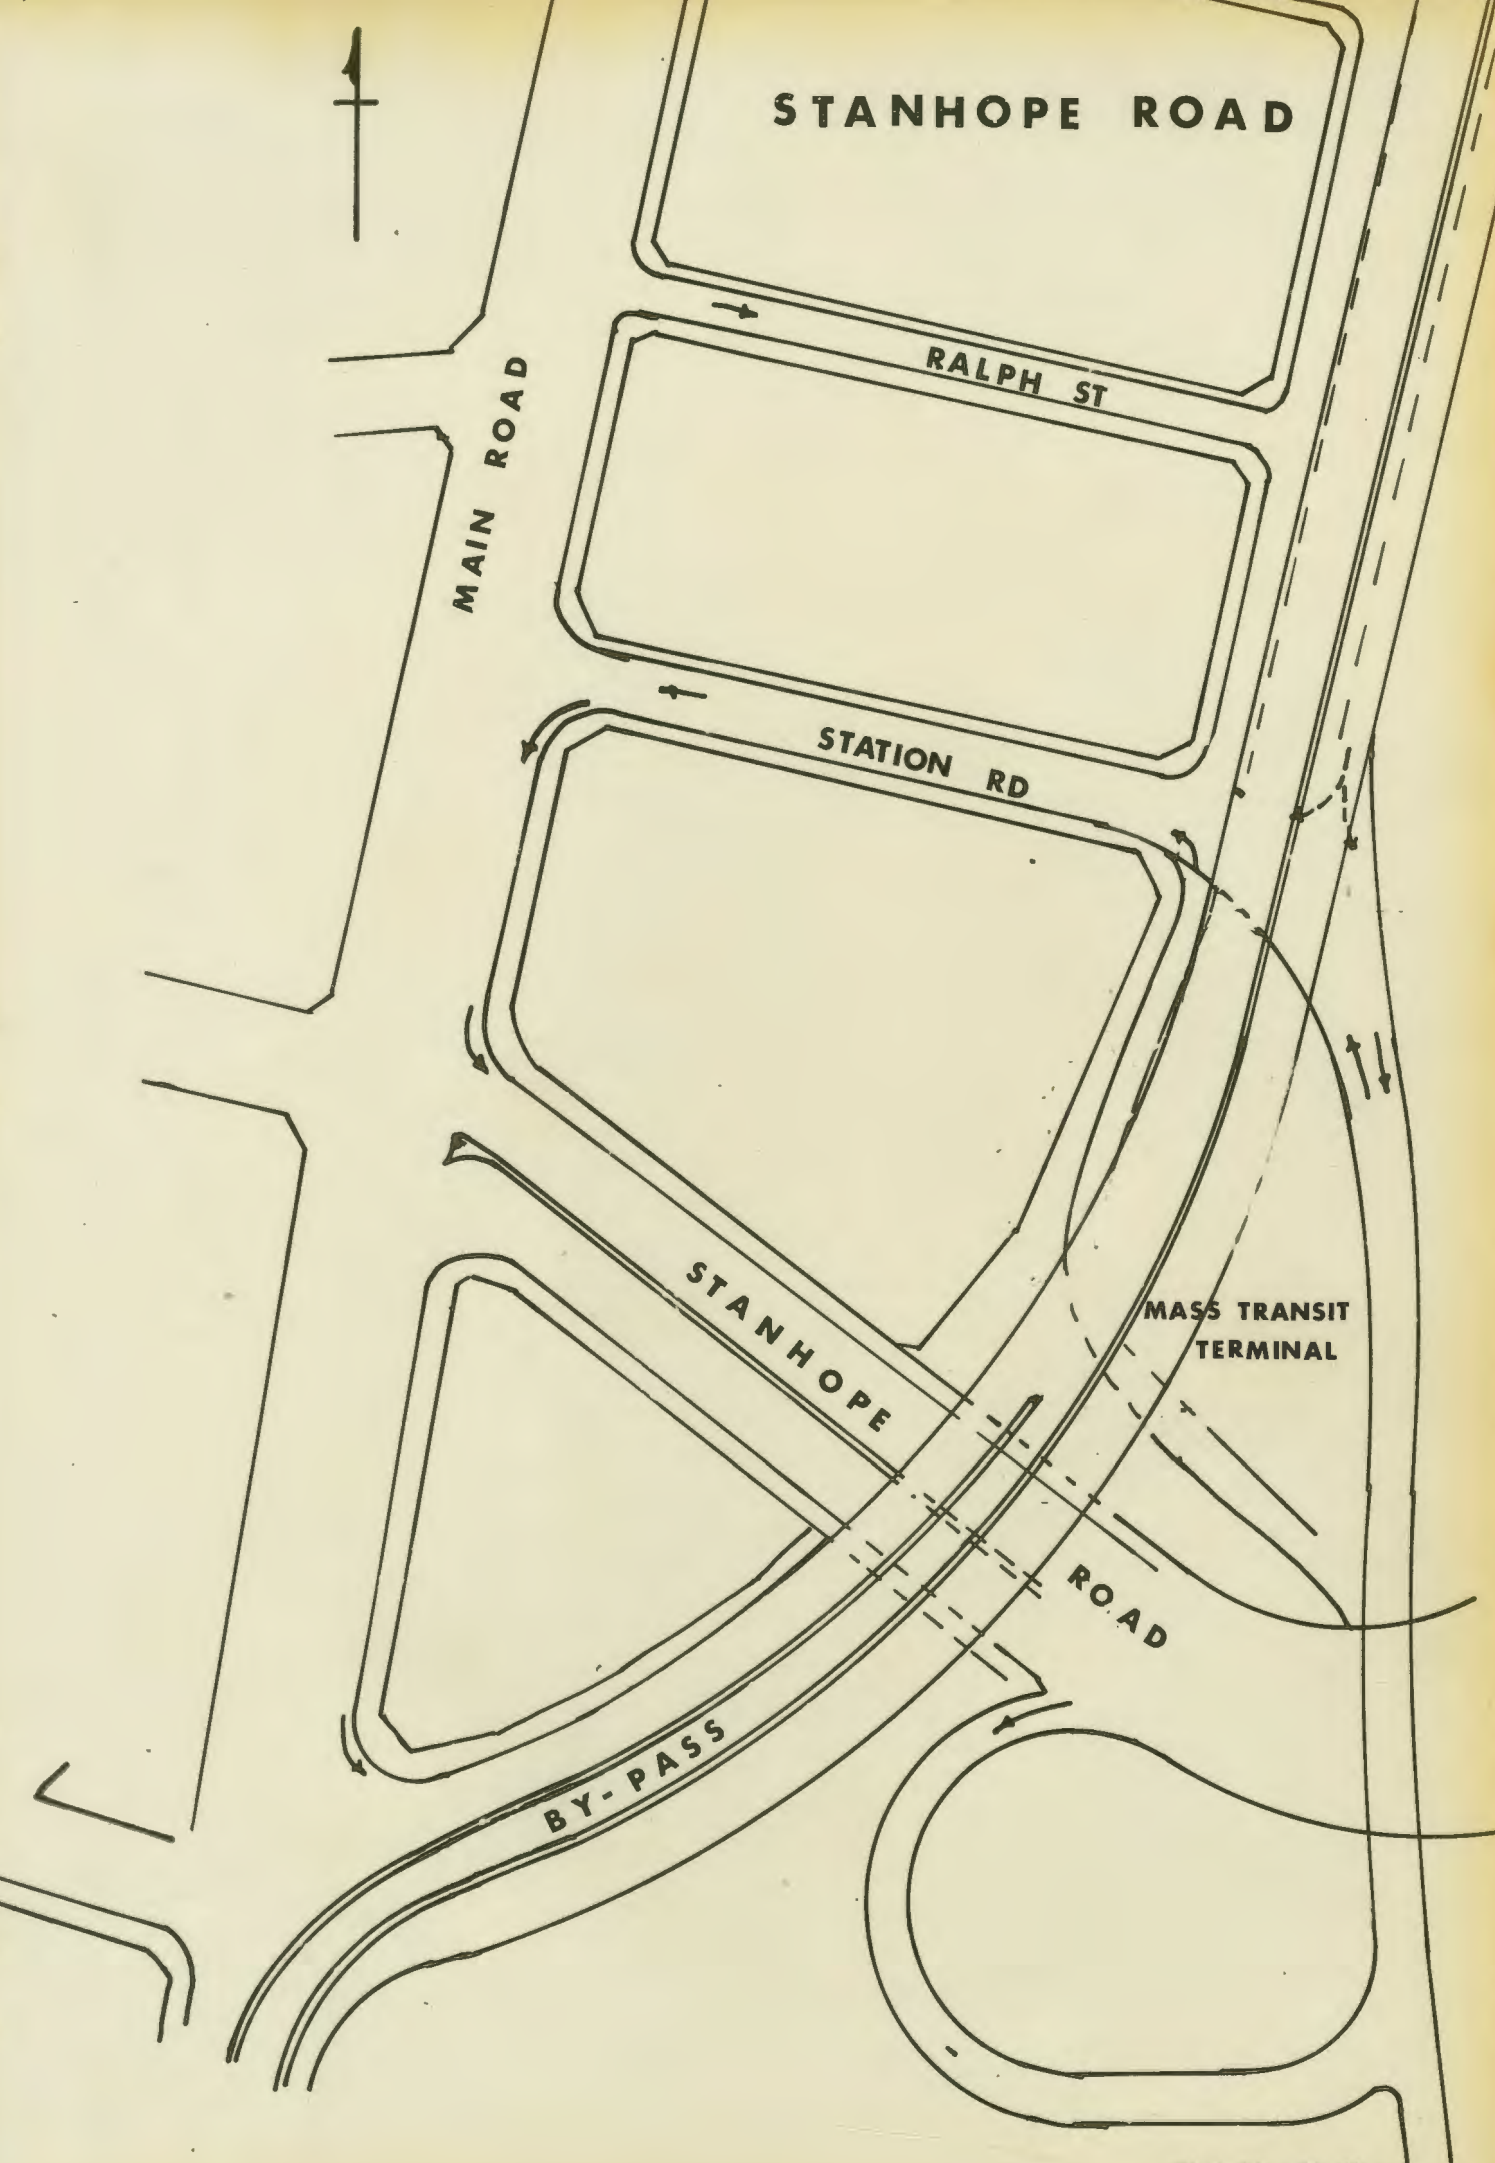 STANHOPE ROAD
RALPH ST
MAIN ROAD
STATION RD
STANHOPE
ROAD
MASS TRANSIT
TERMINAL
BY-PASS